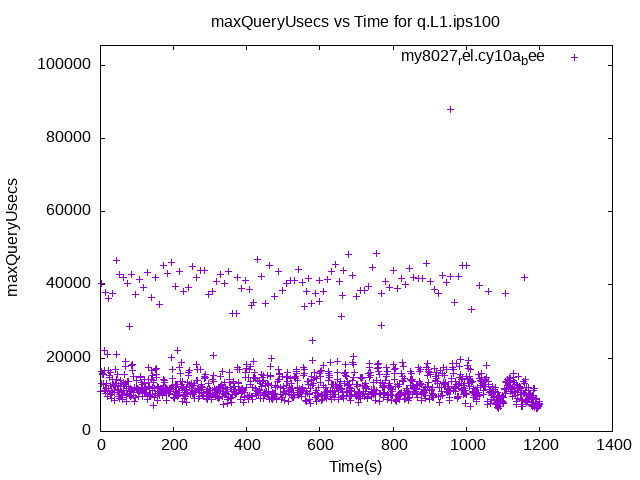 maxQueryUsecs vs Time for q.L1.ips100
my8027rel.cy10abee
100000
80000
60000
40000
20000
0
maxQueryUsecs
0 200 400 600 800 1000 1200 1400
Time(s)